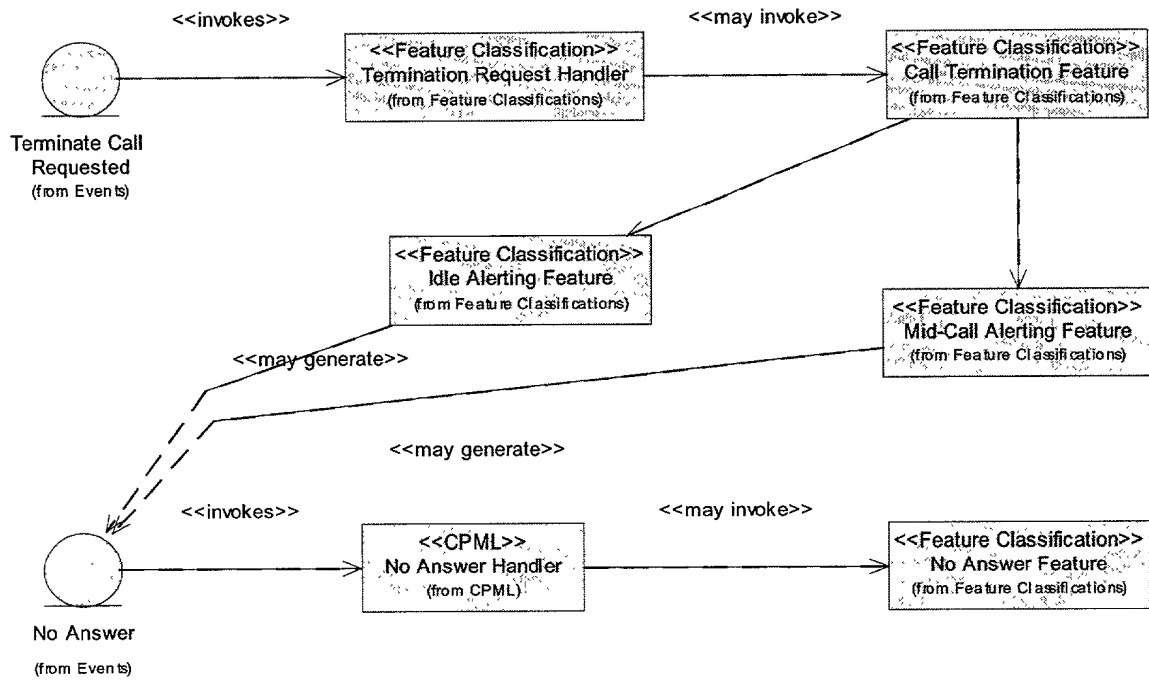 <<invokes>>
<<may invoke>>
<<Feature Classification>>
Termination Request Handler
(from Feature Classifications)
<<Feature Classification>>
Call Termination Feature
(from Feature Classifications)
Terminate Call
Requested
(from Events)
<<Feature Classification>>
Idle Alerting Feature
(from Feature Classifications)
<<Feature Classification>>
Mid-Call Alerting Feature
(from Feature Classifications)
<<may generate>>
<<may generate>>
<<invokes>>
<<may invoke>>
<<CPML>>
No Answer Handler
(from CPML)
<<Feature Classification>>
No Answer Feature
(from Feature Classifications)
No Answer
(from Events)